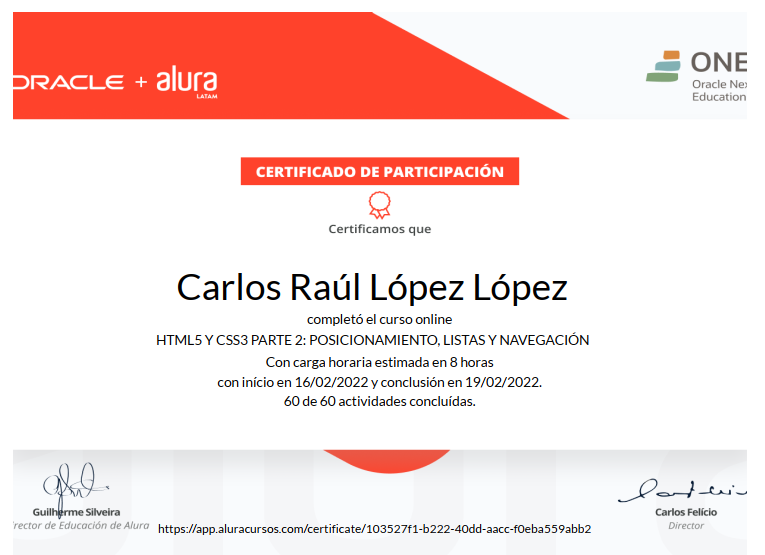 ORACLE + alura
LATAM
ONE
Oracle Nex
Education
CERTIFICADO DE PARTICIPACIÓN
Certificamos que
Carlos Raúl López López
completó el curso online
HTML5 Y CSS3 PARTE 2: POSICIONAMIENTO, LISTAS Y NAVEGACIÓN
Con carga horaria estimada en 8 horas
con início en 16/02/2022 y conclusión en 19/02/2022.
60 de 60 actividades concluídas.
Guilherme Silveira
rector de Educación de Alura
https://app.aluracursos.com/certificate/103527f1-b222-40dd-aacc-f0eba559abb2
Carlos Felício
Director